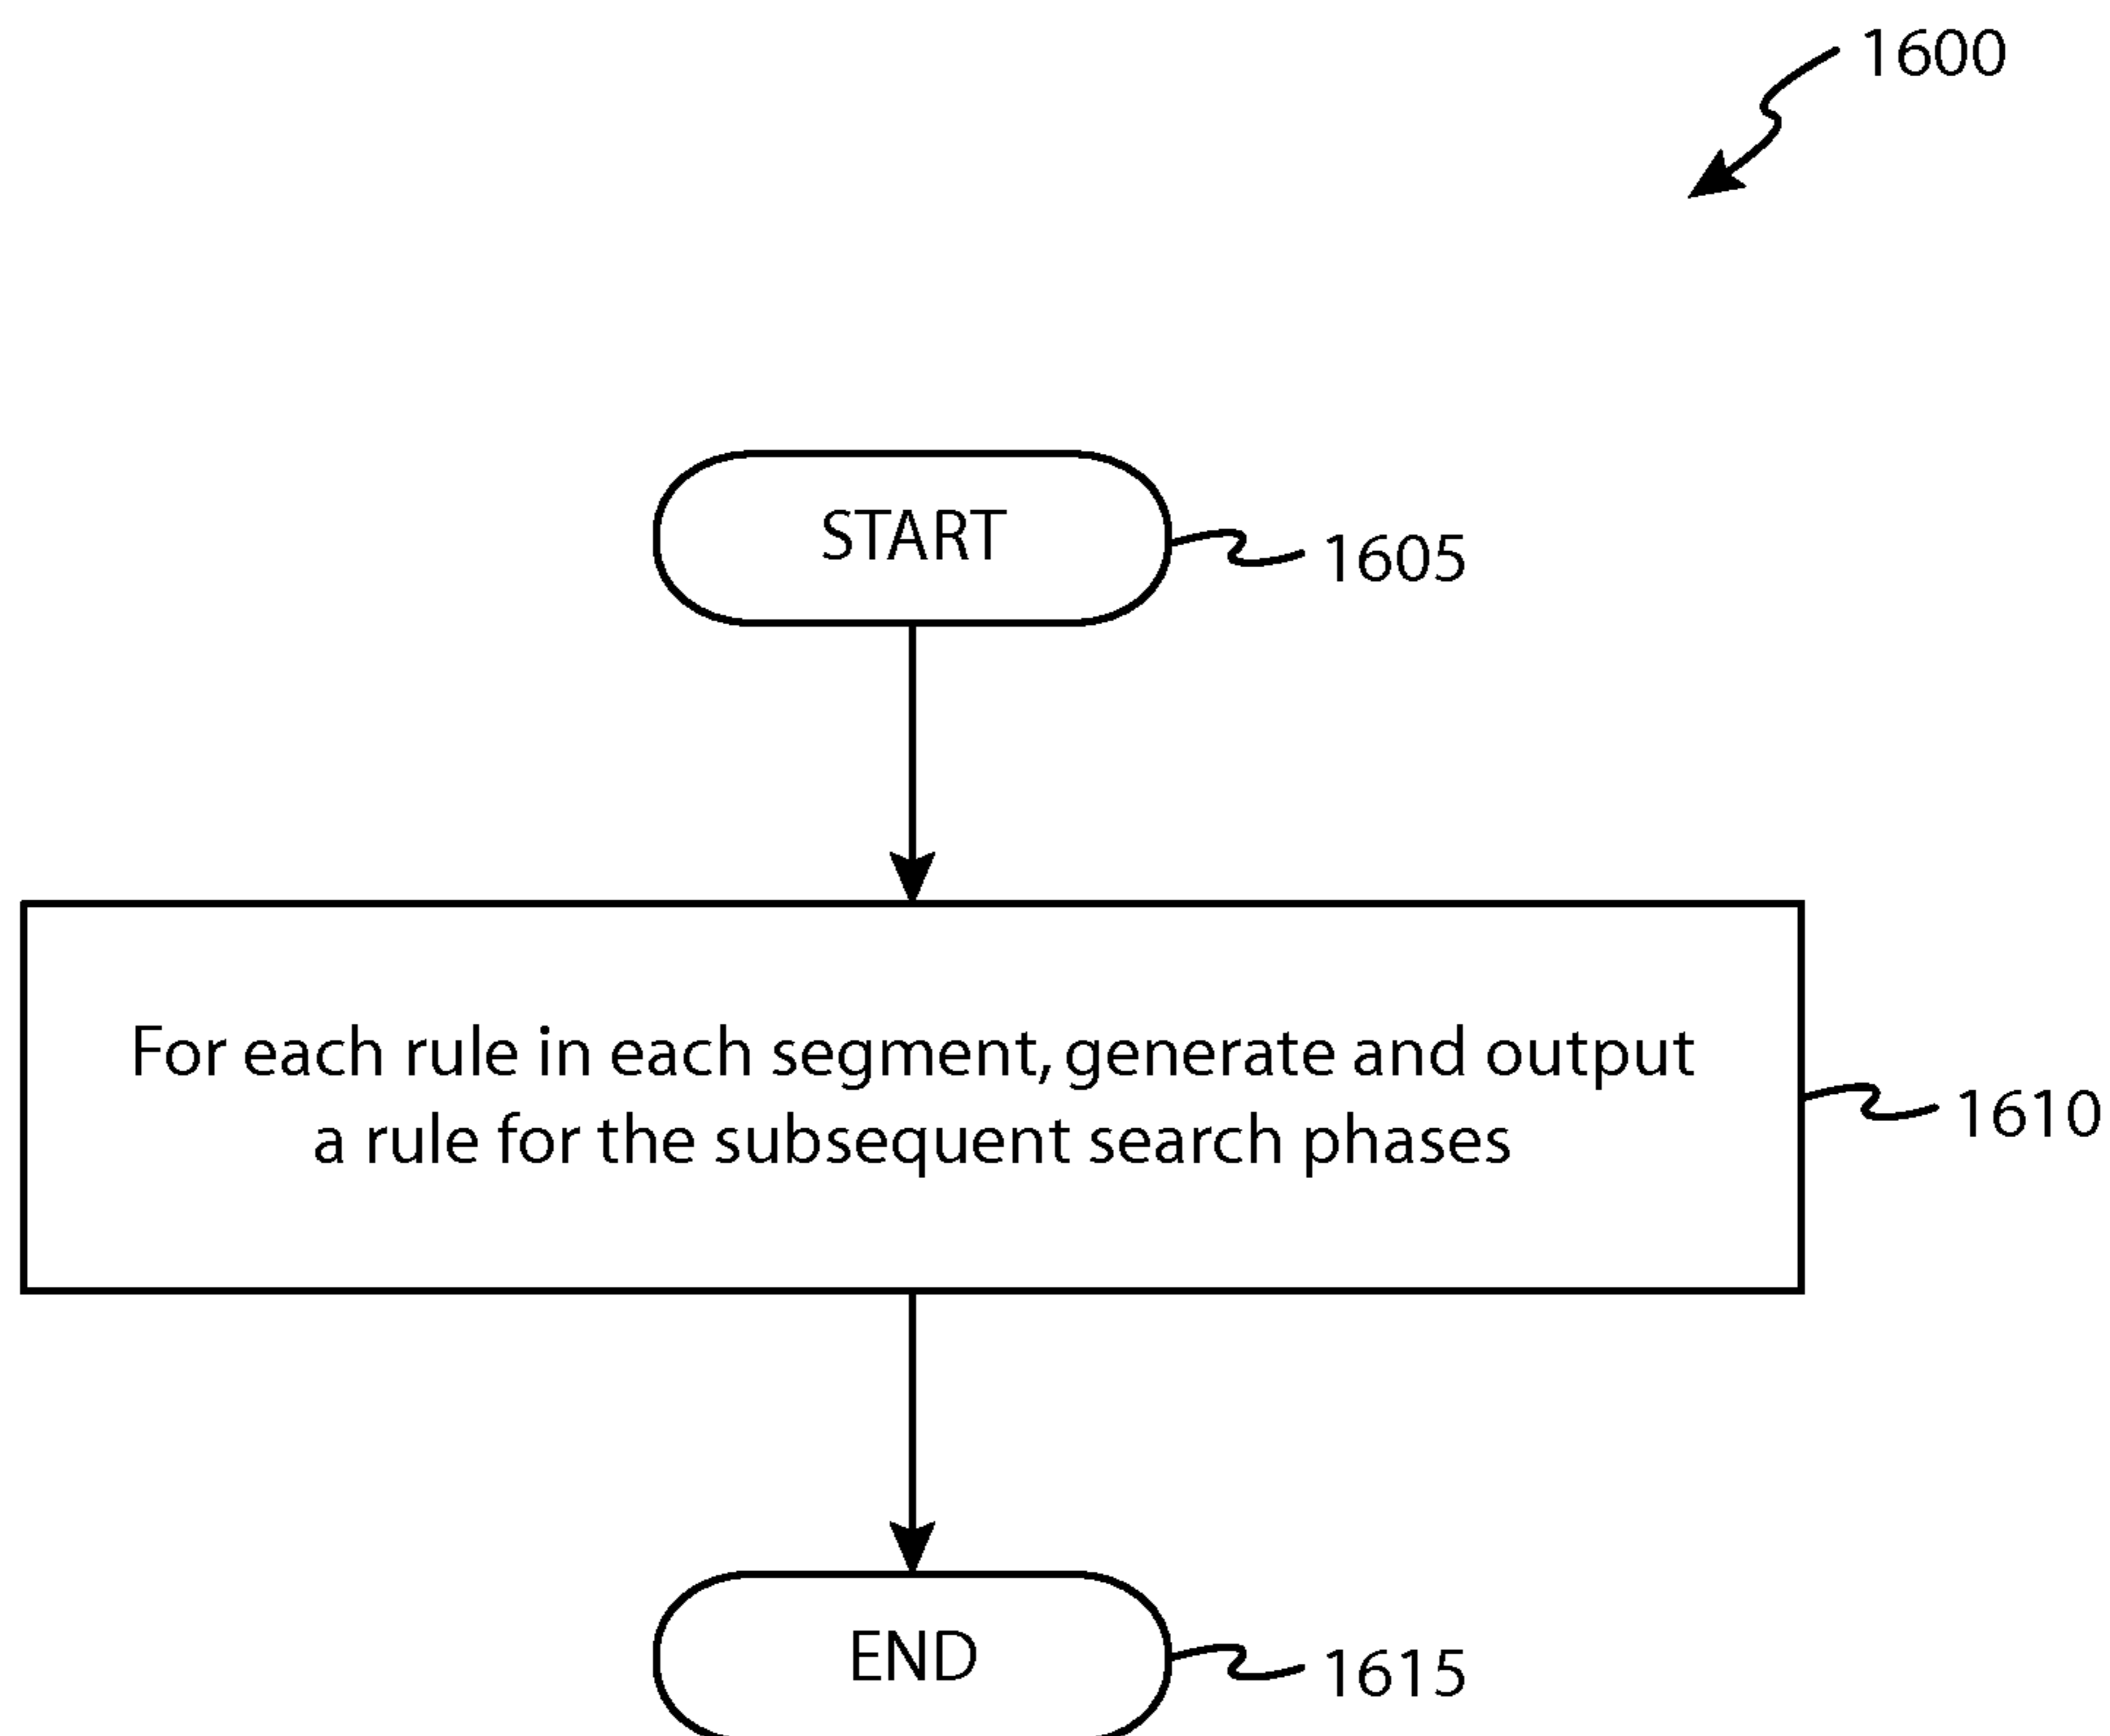 1600
START
1605
For each rule in each segment, generate and output
a rule for the subsequent search phases
1610
END
1615